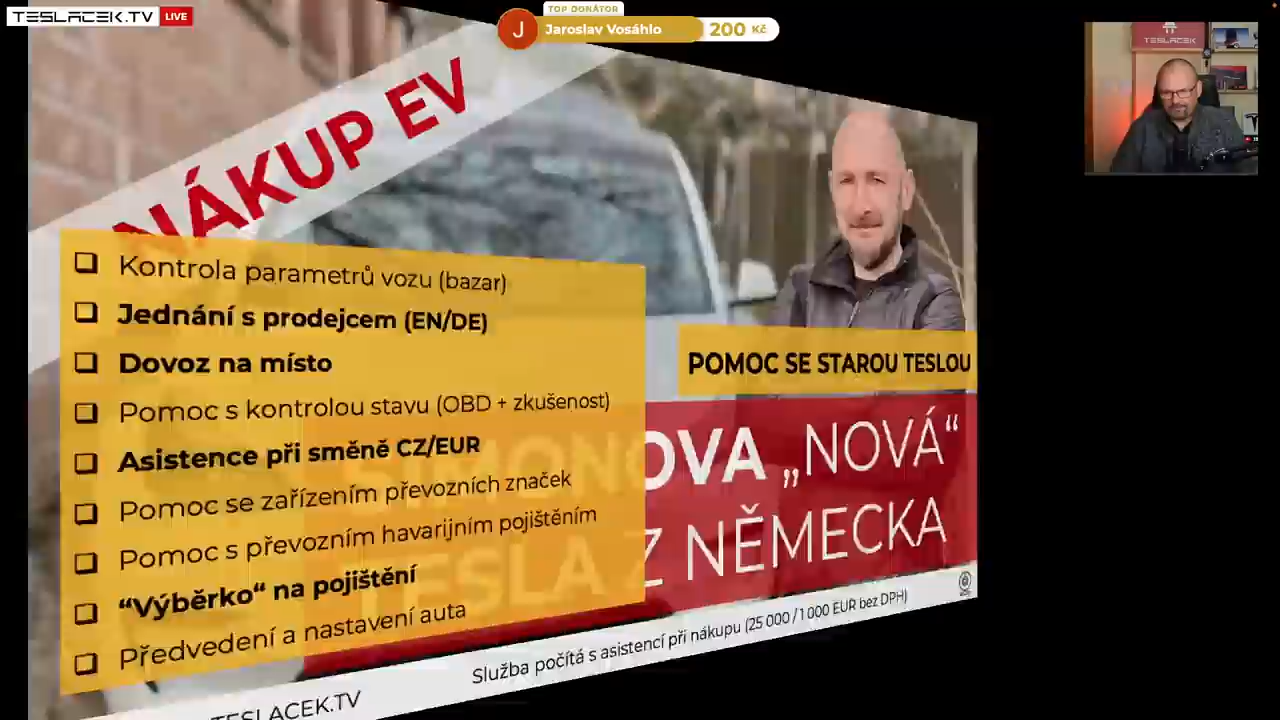 TESLACEK.TV LIVE
TOP DONÁTOR
J Jaroslav Vosáhlo 200 Kč
TESLACEK
NÁKUP EV
Kontrola parametrů vozu (bazar)
Jednání s prodejcem (EN/DE)
Dovoz na místo
Pomoc s kontrolou stavu (OBD + zkušenost)
Asistence při směně CZ/EUR
Pomoc se zařízením převozních značek
Pomoc s převozním havarijním pojištěním
“Výběrko“ na pojištění
Předvedení a nastavení auta
POMOC SE STAROU TESLOU
SIMONOVA „NOVÁ“
TESLA Z NĚMECKA
Služba počítá s asistencí při nákupu (25 000 / 1 000 EUR bez DPH)
TESLACEK.TV